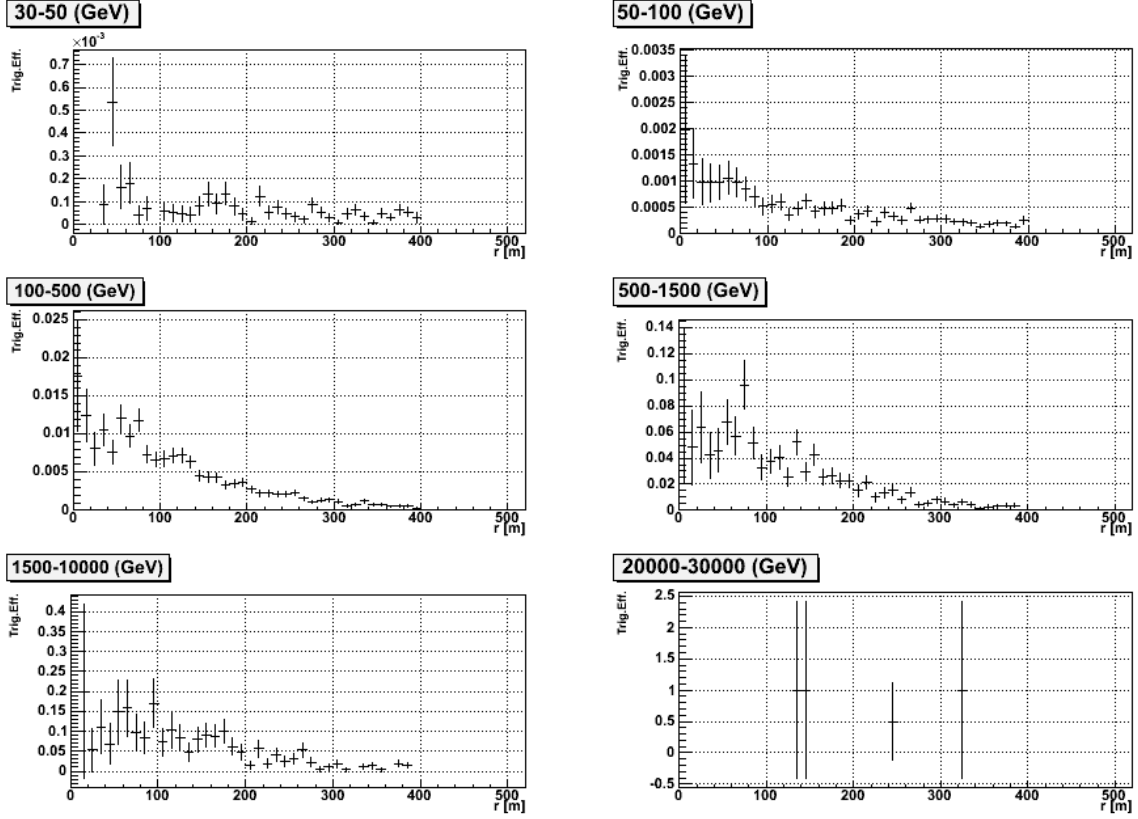 30-50 (GeV)
×10⁻³
Trig.Eff.
0.7
0.6
0.5
0.4
0.3
0.2
0.1
0
0 100 200 300 400 500
r [m]
50-100 (GeV)
Trig.Eff.
0.0035
0.003
0.0025
0.002
0.0015
0.001
0.0005
0
0 100 200 300 400 500
r [m]
100-500 (GeV)
Trig.Eff.
0.025
0.02
0.015
0.01
0.005
0
0 100 200 300 400 500
r [m]
500-1500 (GeV)
Trig.Eff.
0.14
0.12
0.1
0.08
0.06
0.04
0.02
0
0 100 200 300 400 500
r [m]
1500-10000 (GeV)
Trig.Eff.
0.4
0.35
0.3
0.25
0.2
0.15
0.1
0.05
0
0 100 200 300 400 500
r [m]
20000-30000 (GeV)
Trig.Eff.
2.5
2
1.5
1
0.5
0
-0.5
0 100 200 300 400 500
r [m]